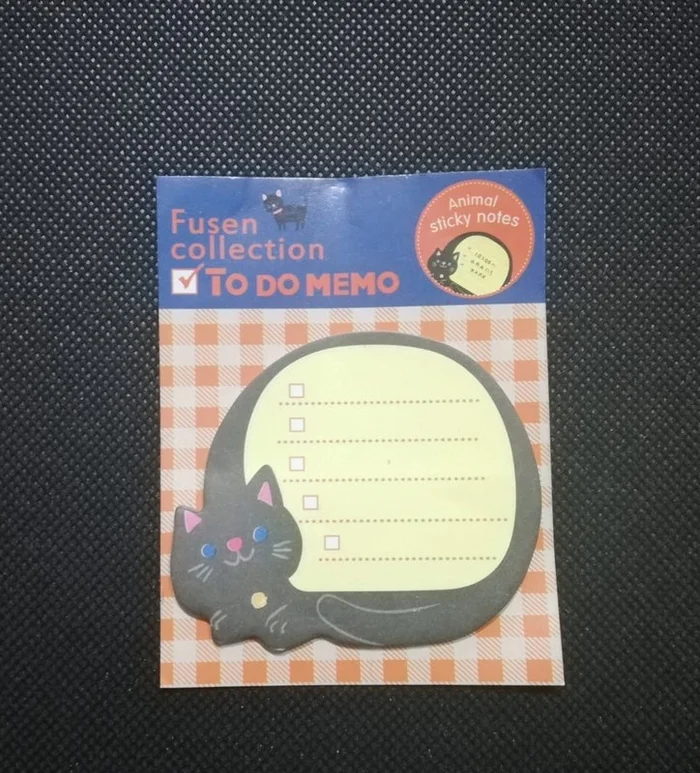 Fusen
collection
TO DO MEMO
Animal
sticky notes